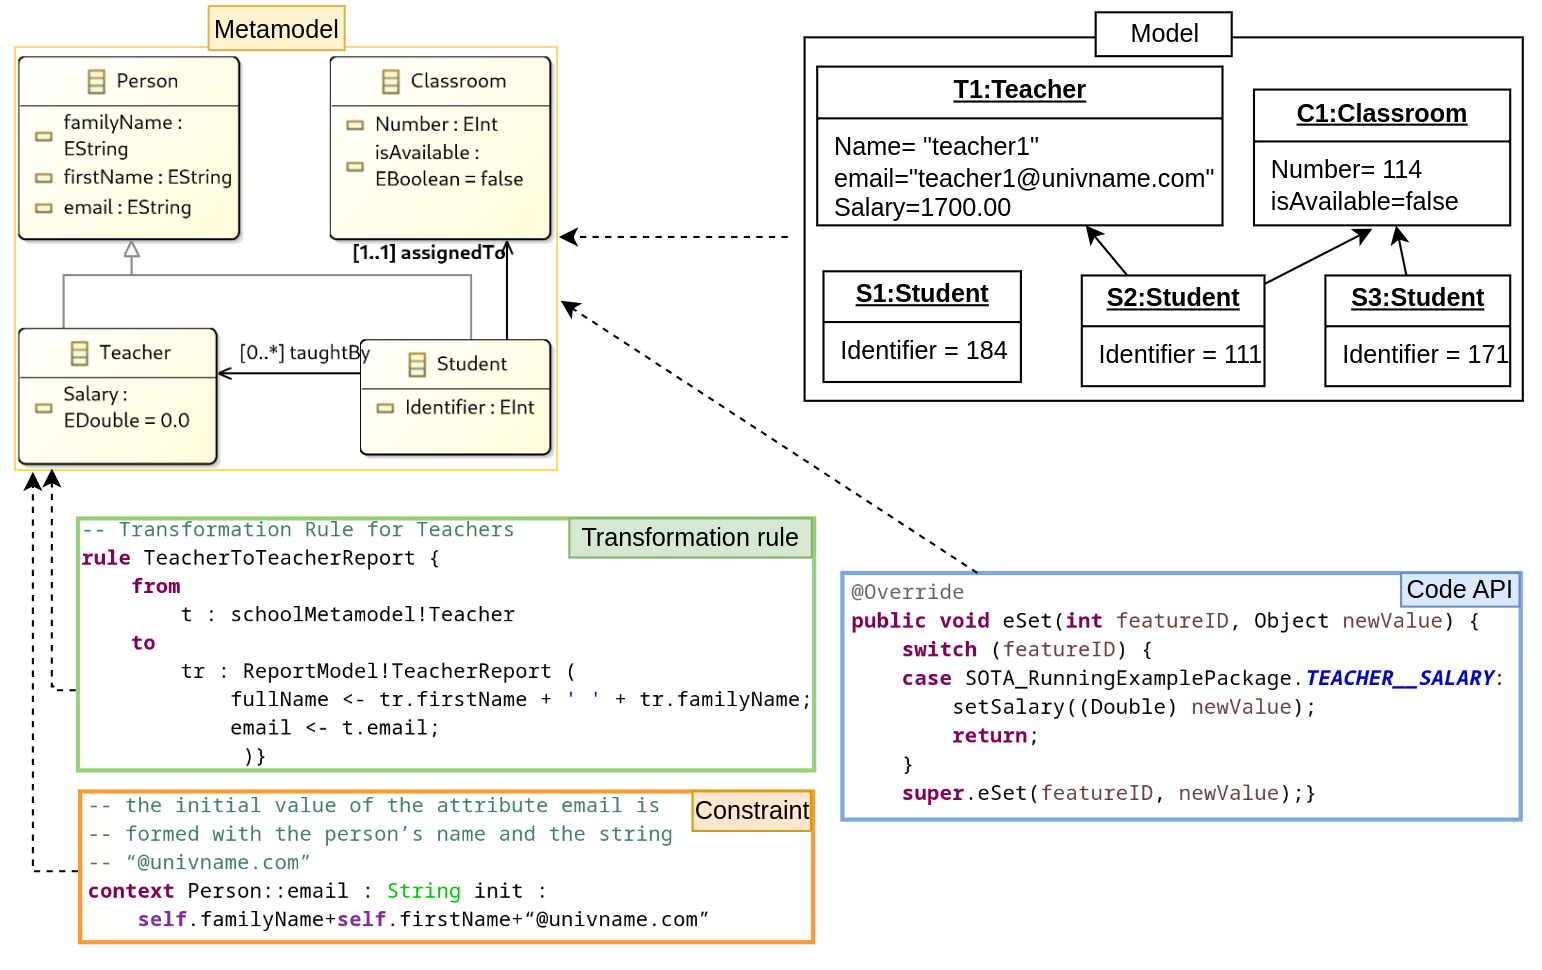 Metamodel
Person
familyName :
EString
firstName : EString
email : EString
Classroom
Number : EInt
isAvailable :
EBoolean = false
[1..1] assignedTo
Teacher
Salary :
EDouble = 0.0
[0..*] taughtBy
Student
Identifier : EInt
Model
T1:Teacher
Name= "teacher1"
email="teacher1@univname.com"
Salary=1700.00
C1:Classroom
Number= 114
isAvailable=false
S1:Student
Identifier = 184
S2:Student
Identifier = 111
S3:Student
Identifier = 171
Transformation rule
-- Transformation Rule for Teachers
rule TeacherToTeacherReport {
from
t : schoolMetamodel!Teacher
to
tr : ReportModel!TeacherReport (
fullName <- tr.firstName + ' ' + tr.familyName;
email <- t.email;
)}
Code API
@Override
public void eSet(int featureID, Object newValue) {
switch (featureID) {
case SOTA_RunningExamplePackage.TEACHER__SALARY:
setSalary((Double) newValue);
return;
}
super.eSet(featureID, newValue);}
Constraint
-- the initial value of the attribute email is
-- formed with the person’s name and the string
-- “@univname.com”
context Person::email : String init :
self.familyName+self.firstName+“@univname.com”